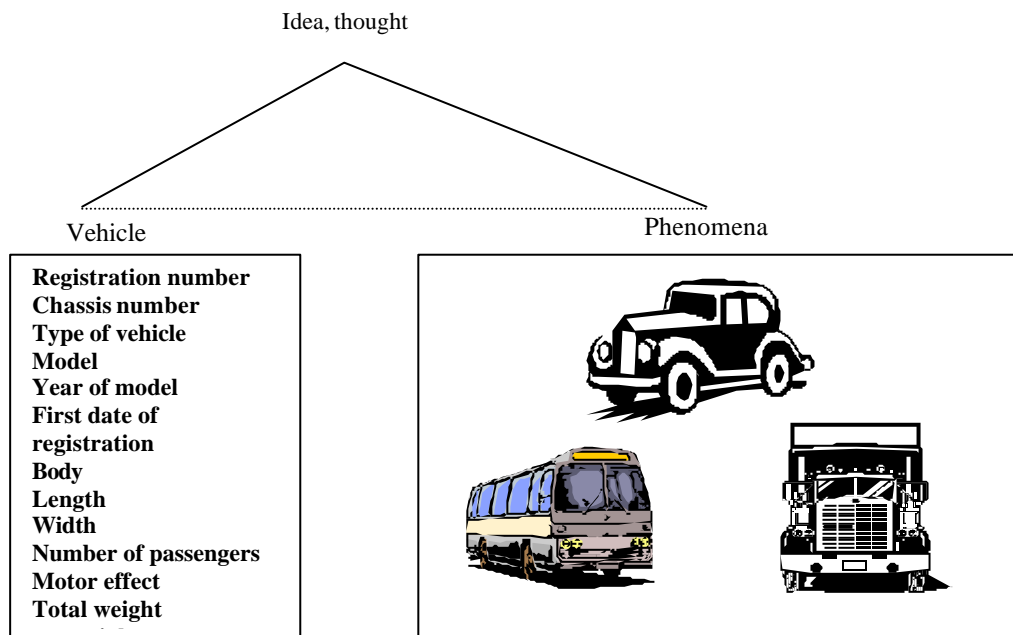 Idea, thought
Vehicle
Phenomena
Registration number
Chassis number
Type of vehicle
Model
Year of model
First date of
registration
Body
Length
Width
Number of passengers
Motor effect
Total weight